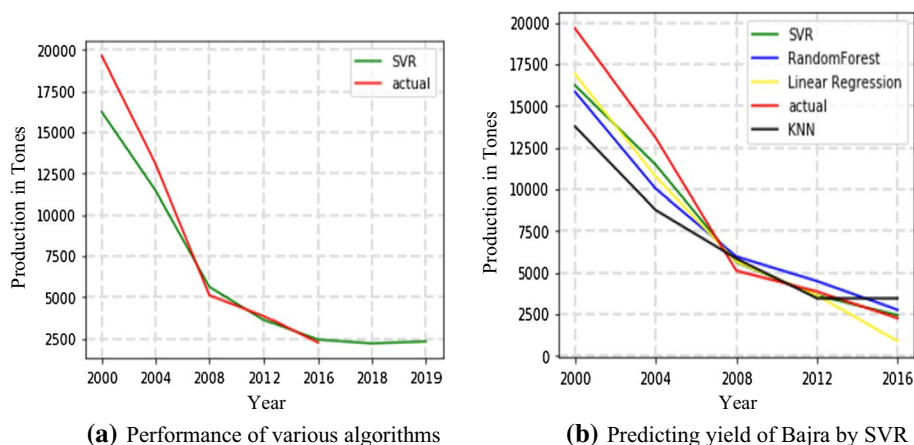 20000
17500
15000
12500
10000
7500
5000
2500
Production in Tones
SVR
actual
2000 2004 2008 2012 2016 2018 2019
Year
(a) Performance of various algorithms
20000
17500
15000
12500
10000
7500
5000
2500
0
Production in Tones
SVR
RandomForest
Linear Regression
actual
KNN
2000 2004 2008 2012 2016
Year
(b) Predicting yield of Bajra by SVR